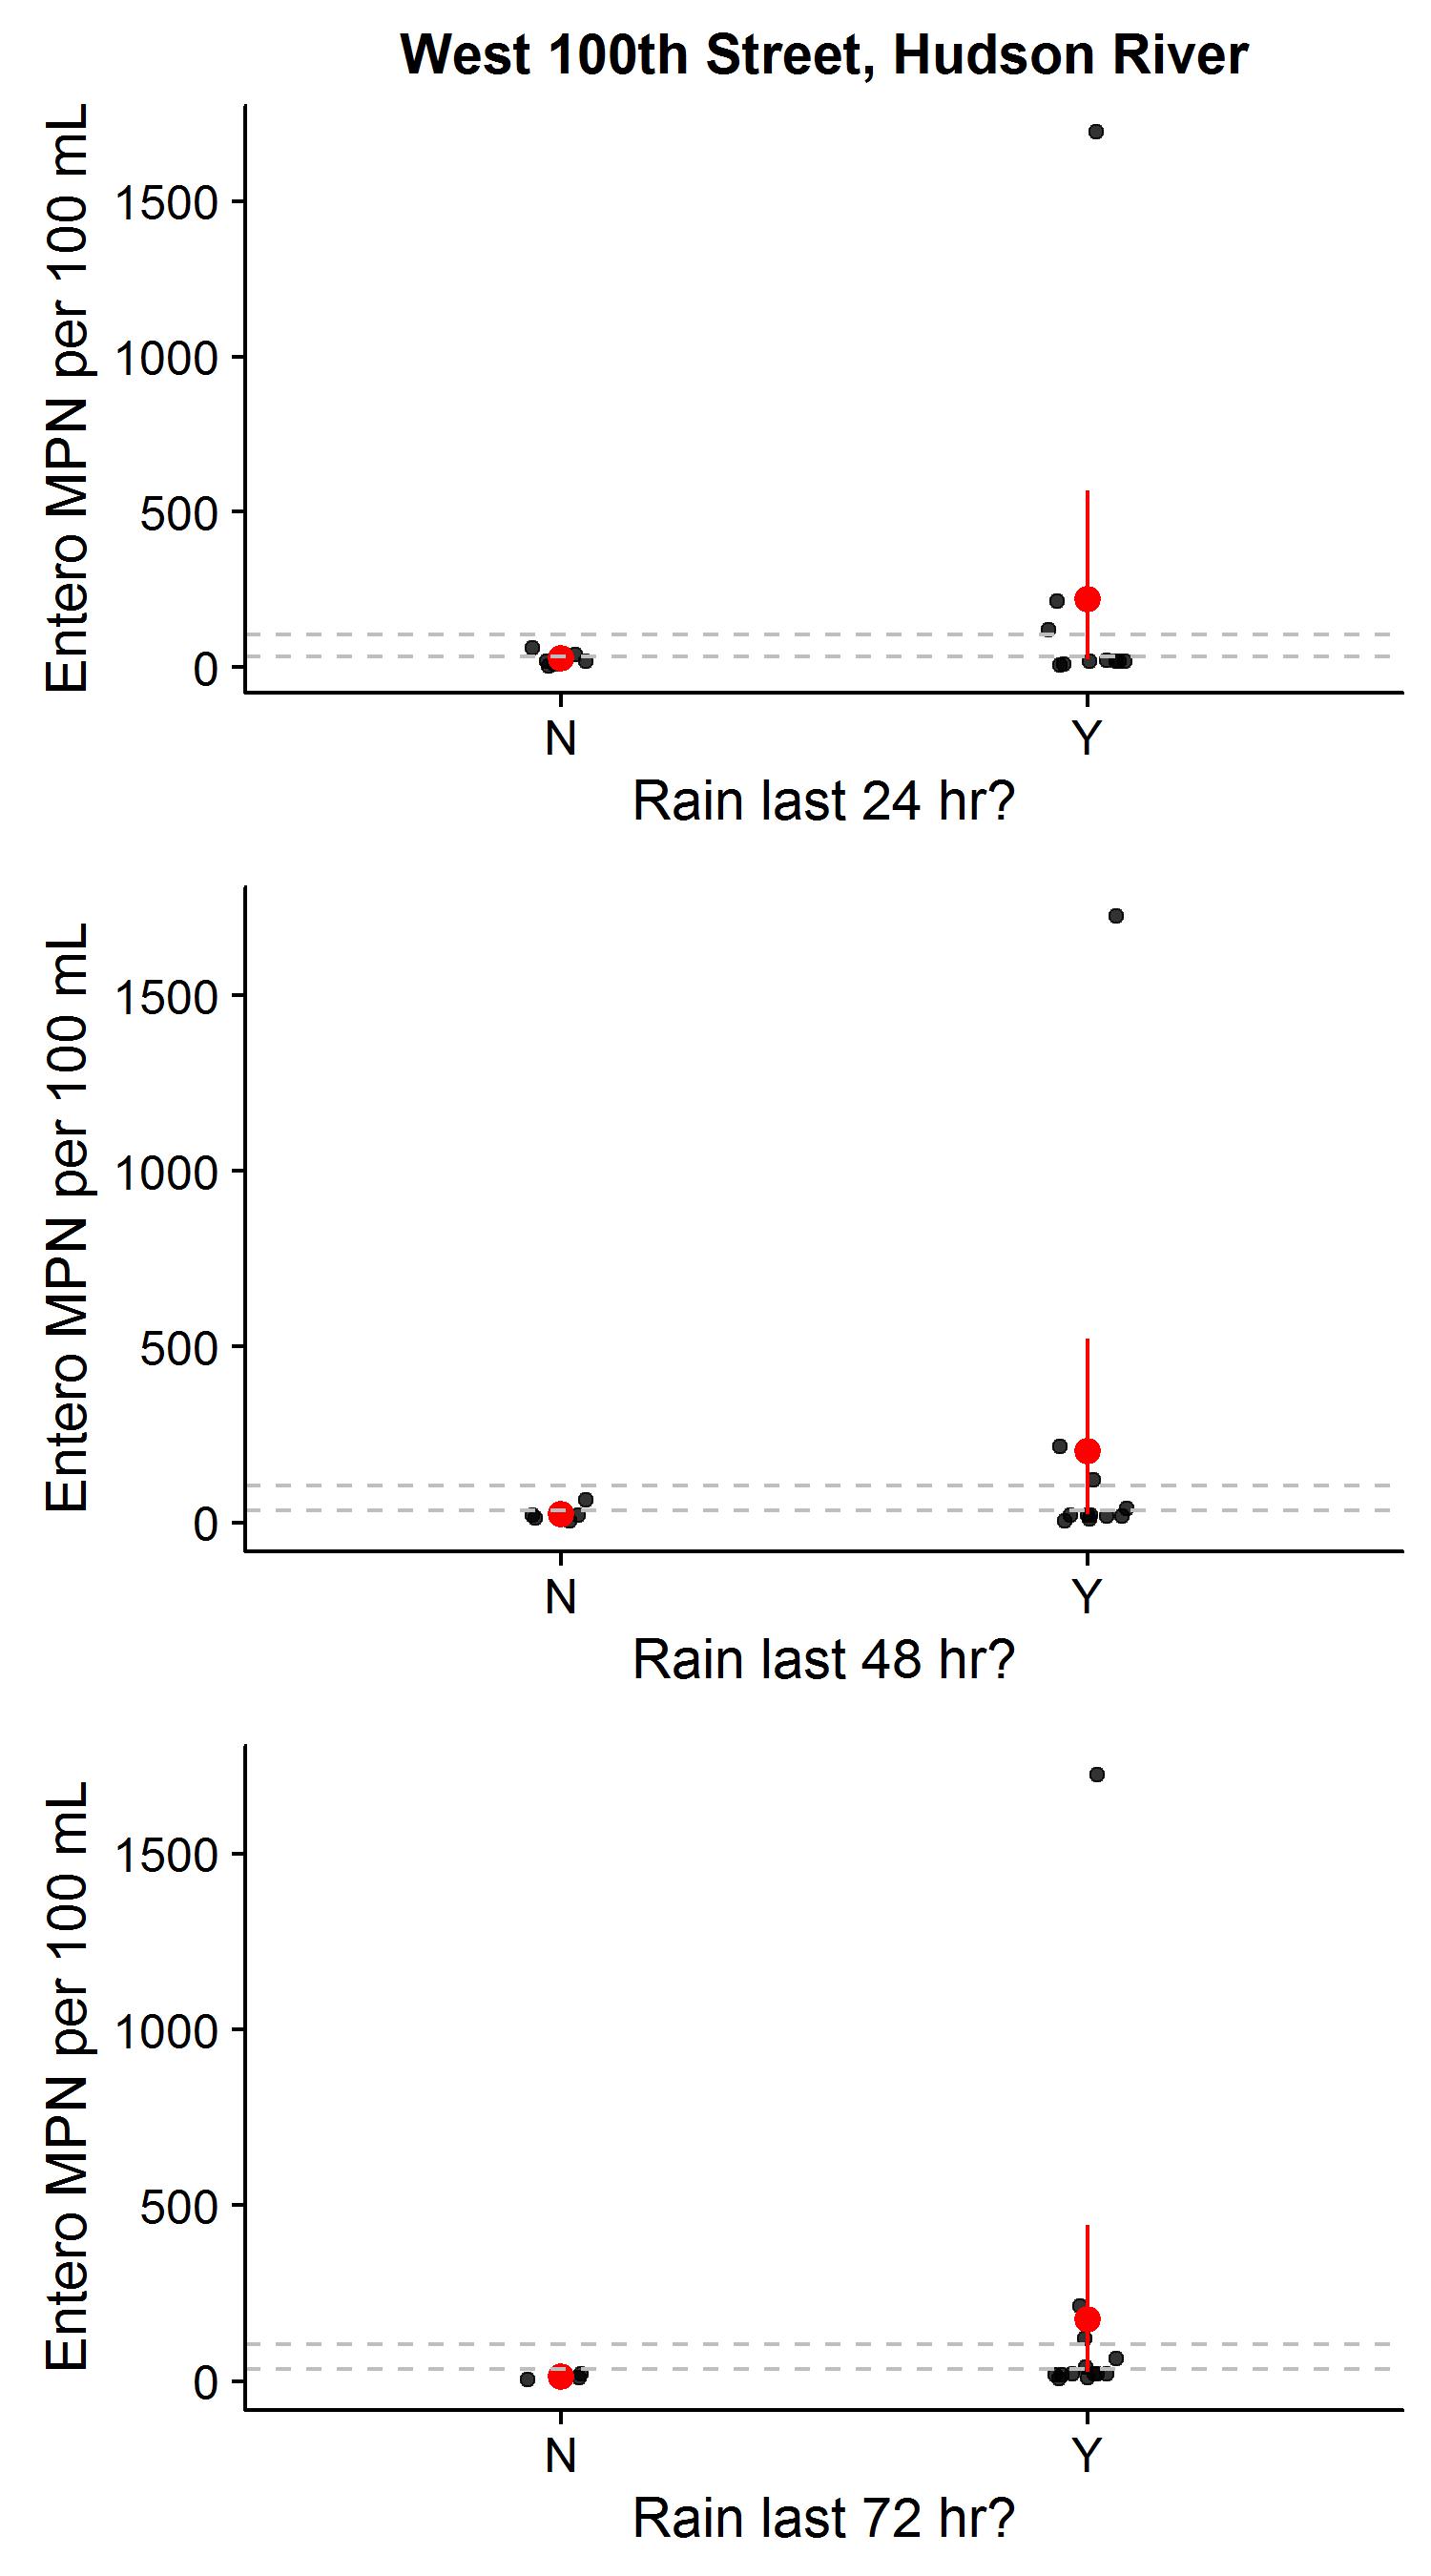 West 100th Street, Hudson River
Entero MPN per 100 mL
1500
1000
500
0
N Y
Rain last 24 hr?
Entero MPN per 100 mL
1500
1000
500
0
N Y
Rain last 48 hr?
Entero MPN per 100 mL
1500
1000
500
0
N Y
Rain last 72 hr?